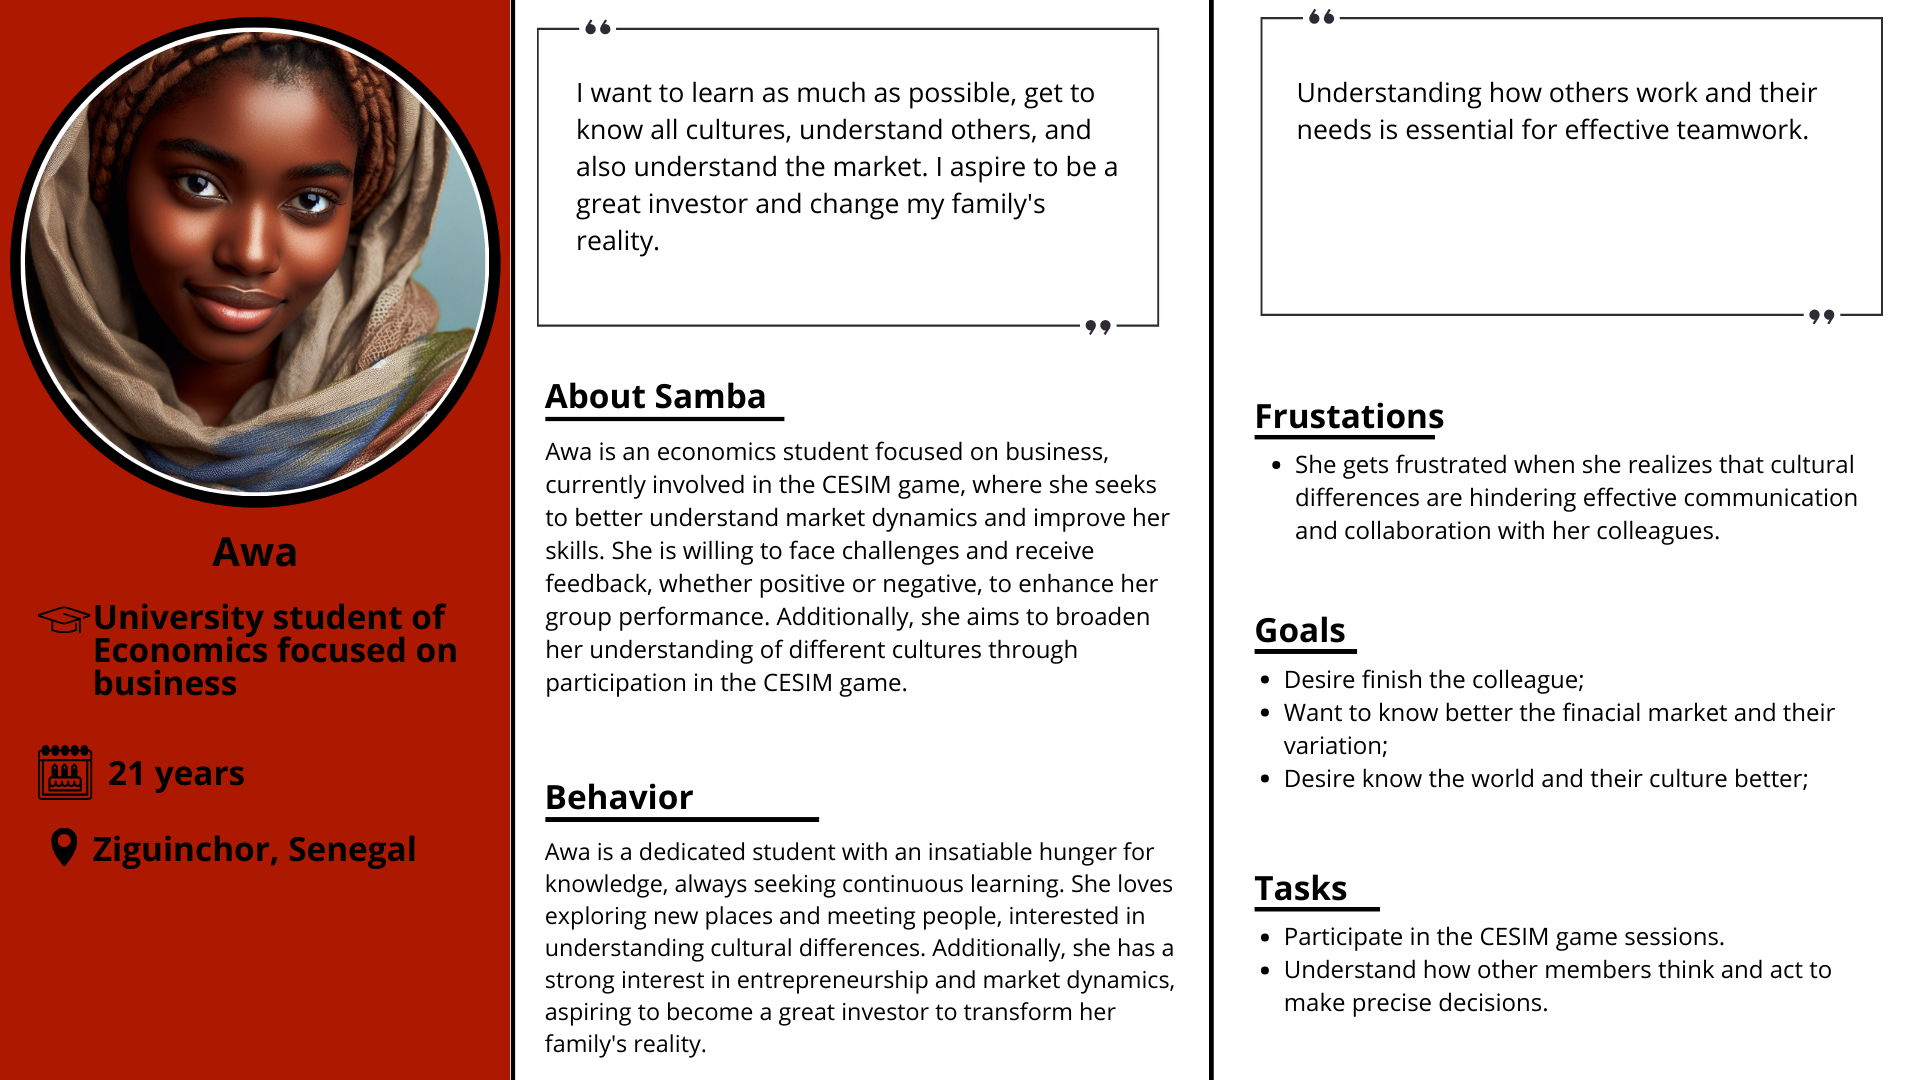 Awa
University student of
Economics focused on
business
21 years
Ziguinchor, Senegal
“
I want to learn as much as possible, get to
know all cultures, understand others, and
also understand the market. I aspire to be a
great investor and change my family's
reality.
”
About Samba
Awa is an economics student focused on business,
currently involved in the CESIM game, where she seeks
to better understand market dynamics and improve her
skills. She is willing to face challenges and receive
feedback, whether positive or negative, to enhance her
group performance. Additionally, she aims to broaden
her understanding of different cultures through
participation in the CESIM game.
Behavior
Awa is a dedicated student with an insatiable hunger for
knowledge, always seeking continuous learning. She loves
exploring new places and meeting people, interested in
understanding cultural differences. Additionally, she has a
strong interest in entrepreneurship and market dynamics,
aspiring to become a great investor to transform her
family's reality.
“
Understanding how others work and their
needs is essential for effective teamwork.
”
Frustations
• She gets frustrated when she realizes that cultural
differences are hindering effective communication
and collaboration with her colleagues.
Goals
• Desire finish the colleague;
• Want to know better the finacial market and their
variation;
• Desire know the world and their culture better;
Tasks
• Participate in the CESIM game sessions.
• Understand how other members think and act to
make precise decisions.